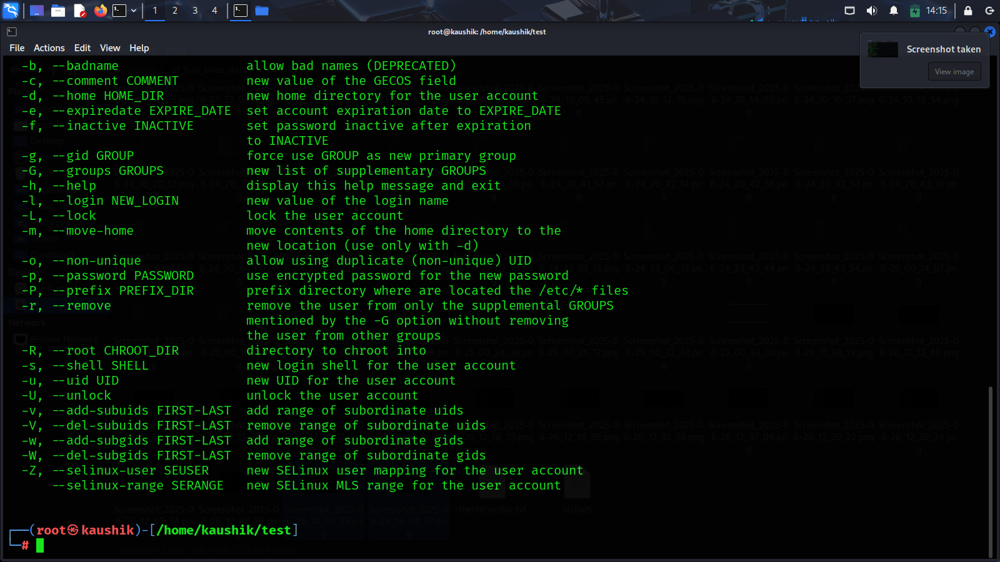 1 2 3 4
14:15
root@kaushik: /home/kaushik/test
File Actions Edit View Help
Screenshot taken
View image
-b, --badname allow bad names (DEPRECATED)
-c, --comment COMMENT new value of the GECOS field
-d, --home HOME_DIR new home directory for the user account
-e, --expiredate EXPIRE_DATE set account expiration date to EXPIRE_DATE
-f, --inactive INACTIVE set password inactive after expiration
to INACTIVE
-g, --gid GROUP force use GROUP as new primary group
-G, --groups GROUPS new list of supplementary GROUPS
-h, --help display this help message and exit
-l, --login NEW_LOGIN new value of the login name
-L, --lock lock the user account
-m, --move-home move contents of the home directory to the
new location (use only with -d)
-o, --non-unique allow using duplicate (non-unique) UID
-p, --password PASSWORD use encrypted password for the new password
-P, --prefix PREFIX_DIR prefix directory where are located the /etc/* files
-r, --remove remove the user from only the supplemental GROUPS
mentioned by the -G option without removing
the user from other groups
-R, --root CHROOT_DIR directory to chroot into
-s, --shell SHELL new login shell for the user account
-u, --uid UID new UID for the user account
-U, --unlock unlock the user account
-v, --add-subuids FIRST-LAST add range of subordinate uids
-V, --del-subuids FIRST-LAST remove range of subordinate uids
-w, --add-subgids FIRST-LAST add range of subordinate gids
-W, --del-subgids FIRST-LAST remove range of subordinate gids
-Z, --selinux-user SEUSER new SELinux user mapping for the user account
--selinux-range SERANGE new SELinux MLS range for the user account
(root㉿kaushik)-[/home/kaushik/test]
#